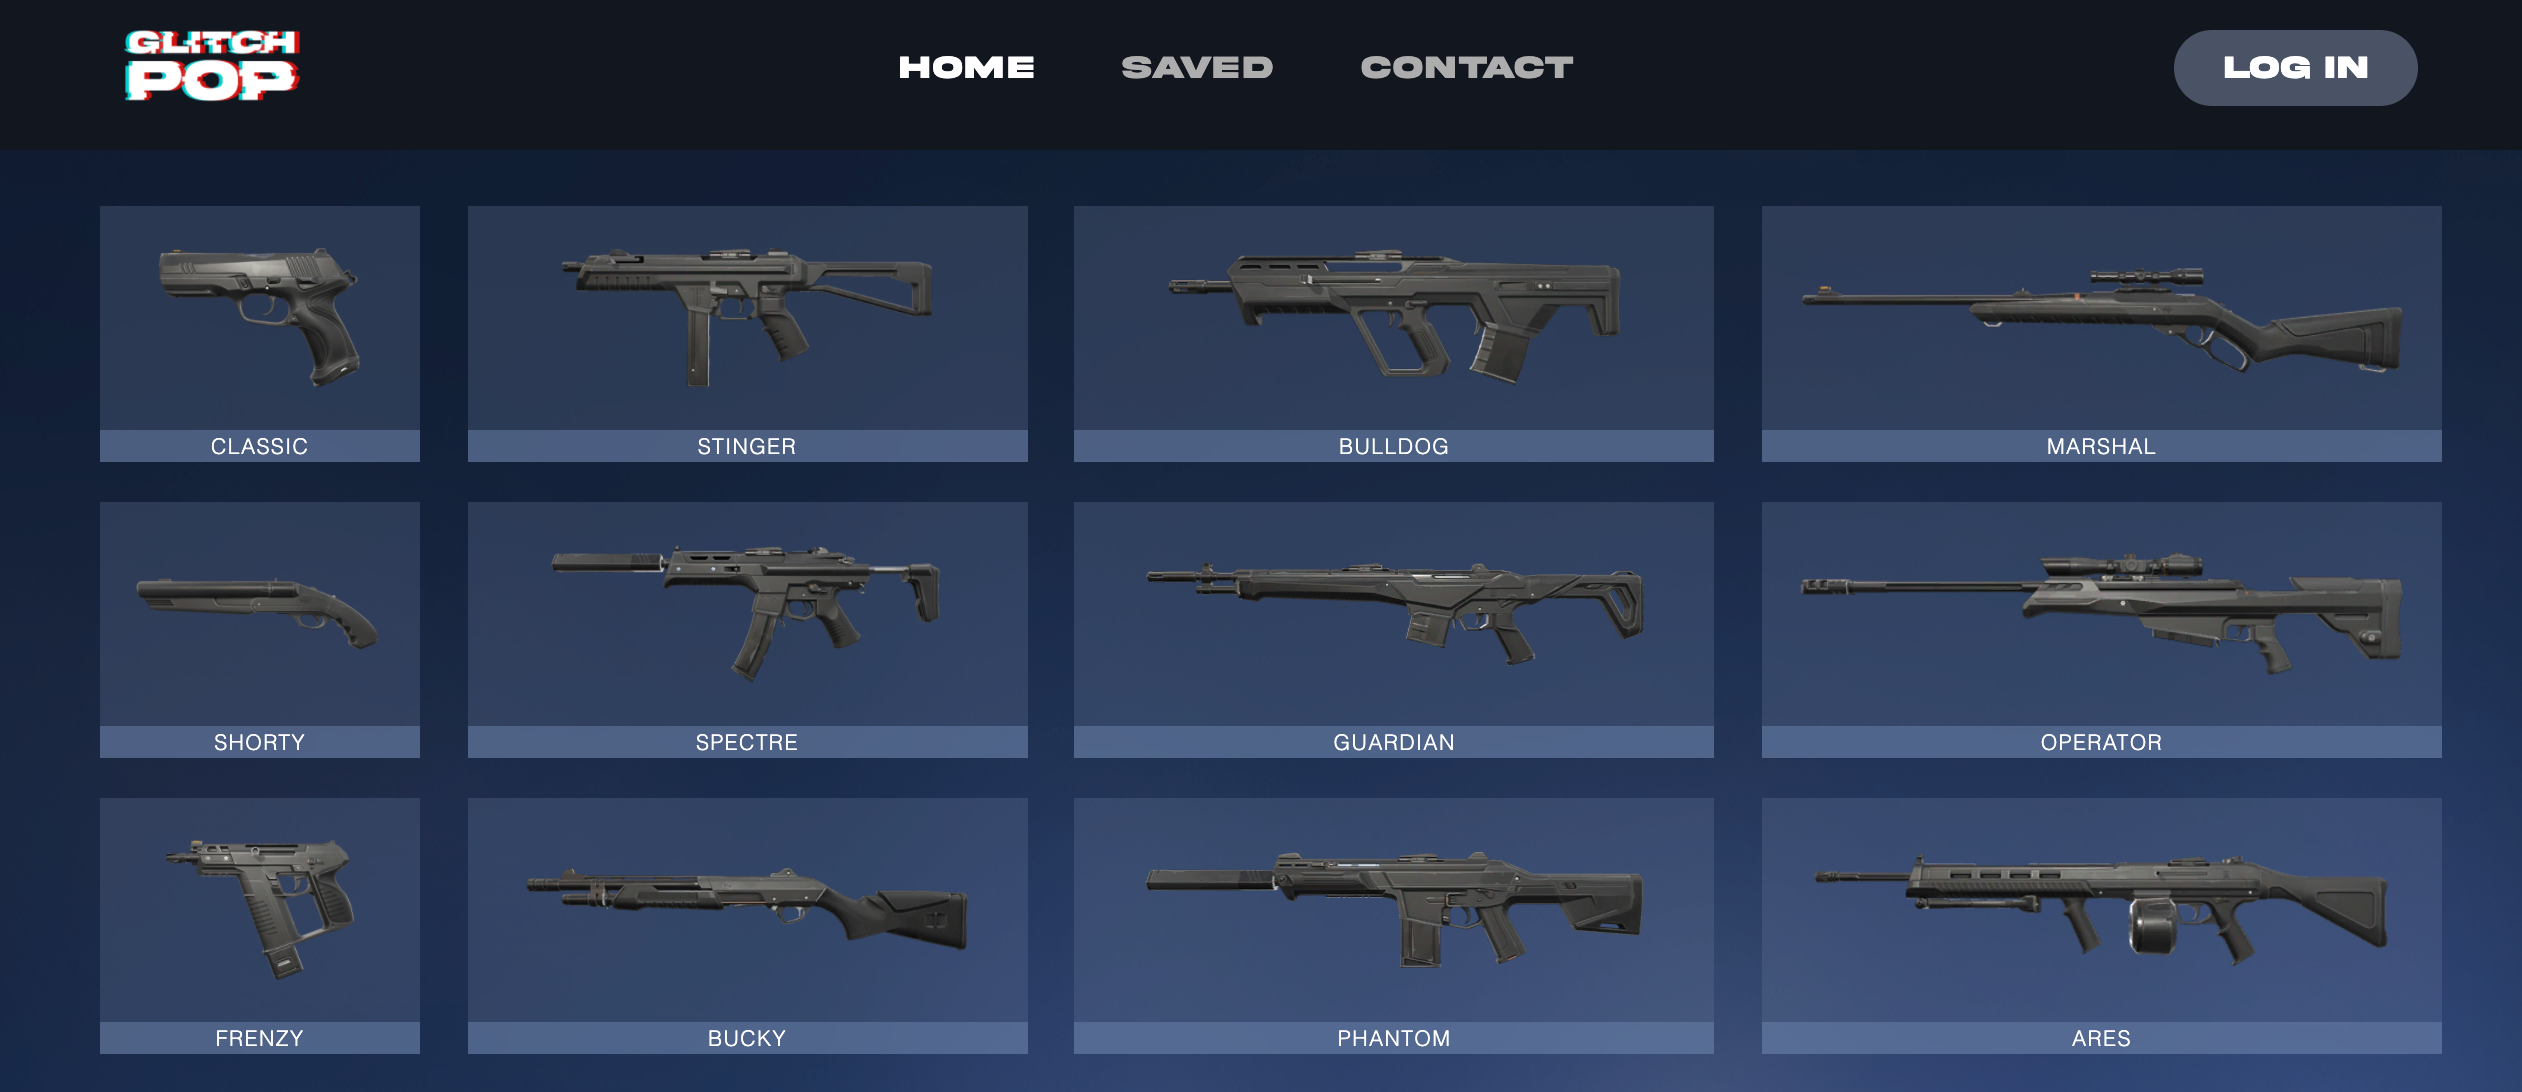 GLITCH
POP
HOME SAVED CONTACT
LOG IN
CLASSIC
STINGER
BULLDOG
MARSHAL
SHORTY
SPECTRE
GUARDIAN
OPERATOR
FRENZY
BUCKY
PHANTOM
ARES